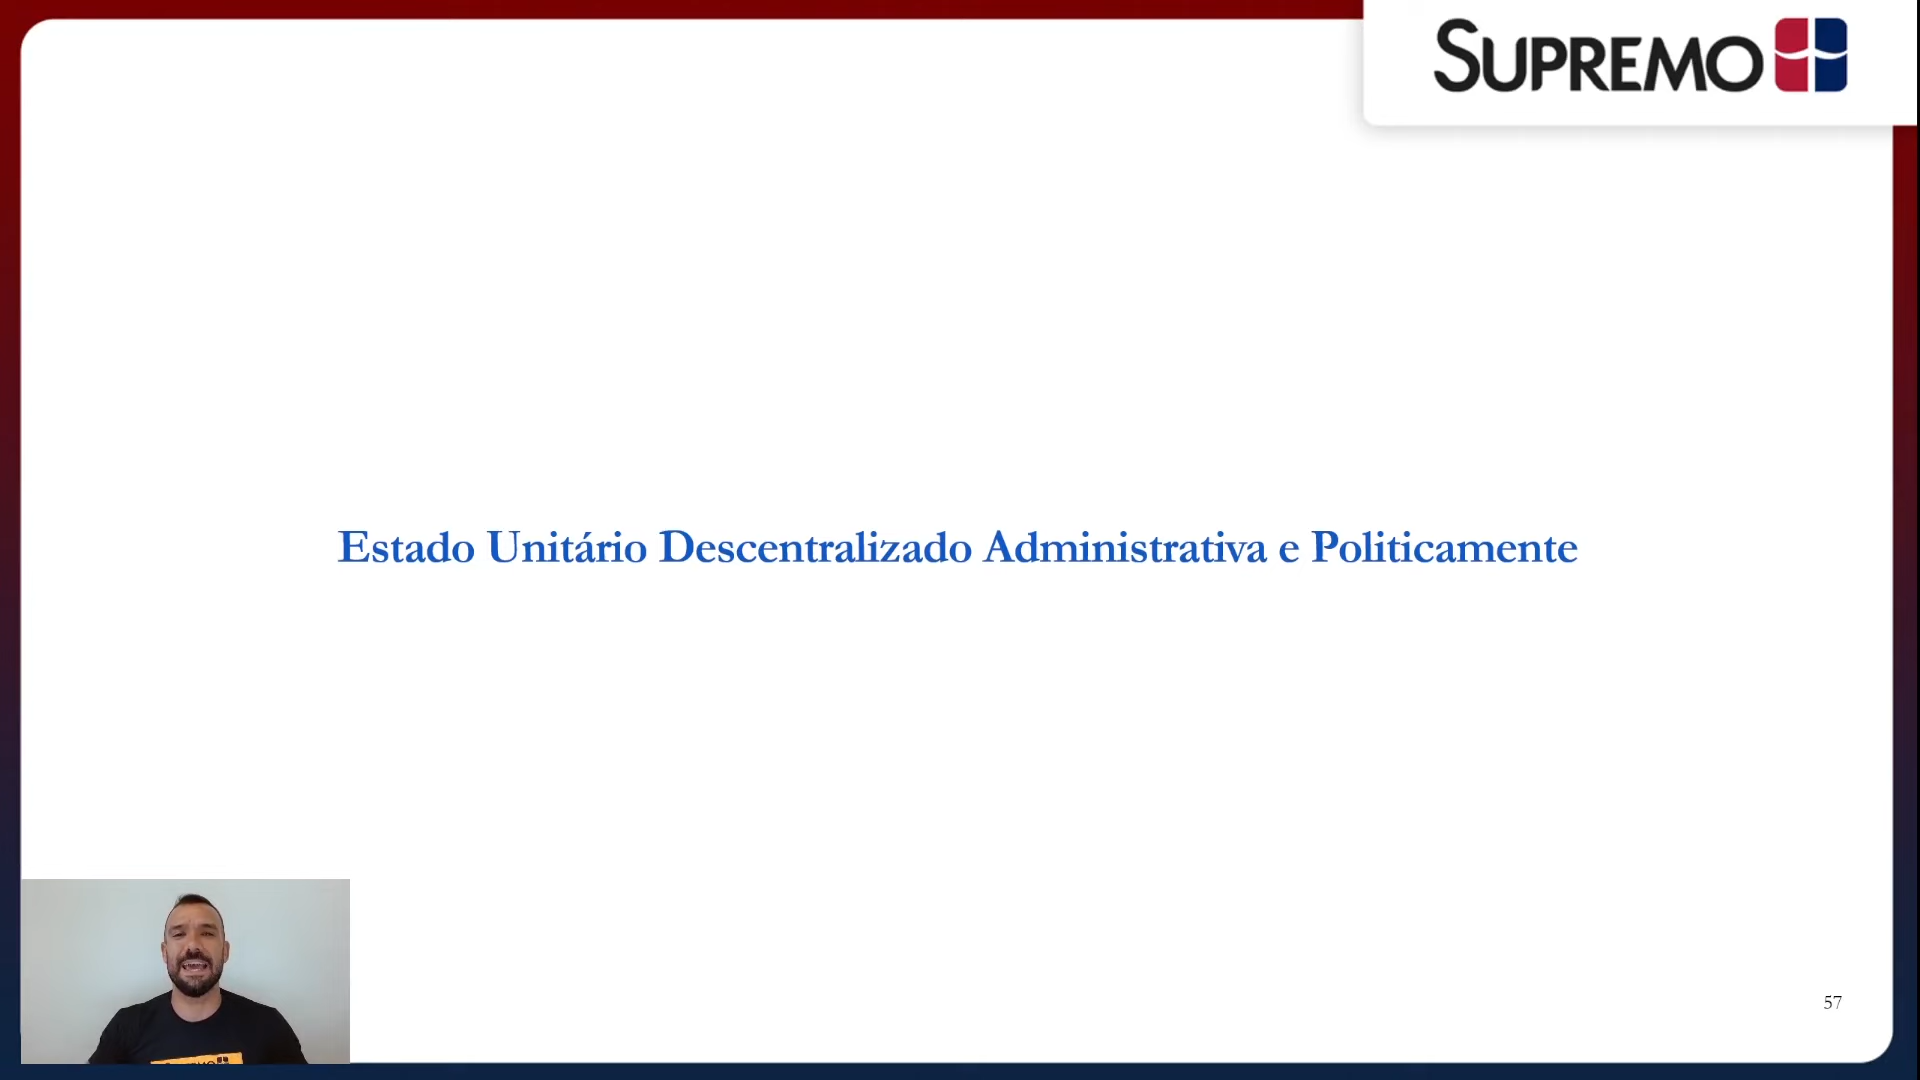 SUPREMO
Estado Unitário Descentralizado Administrativa e Politicamente
57